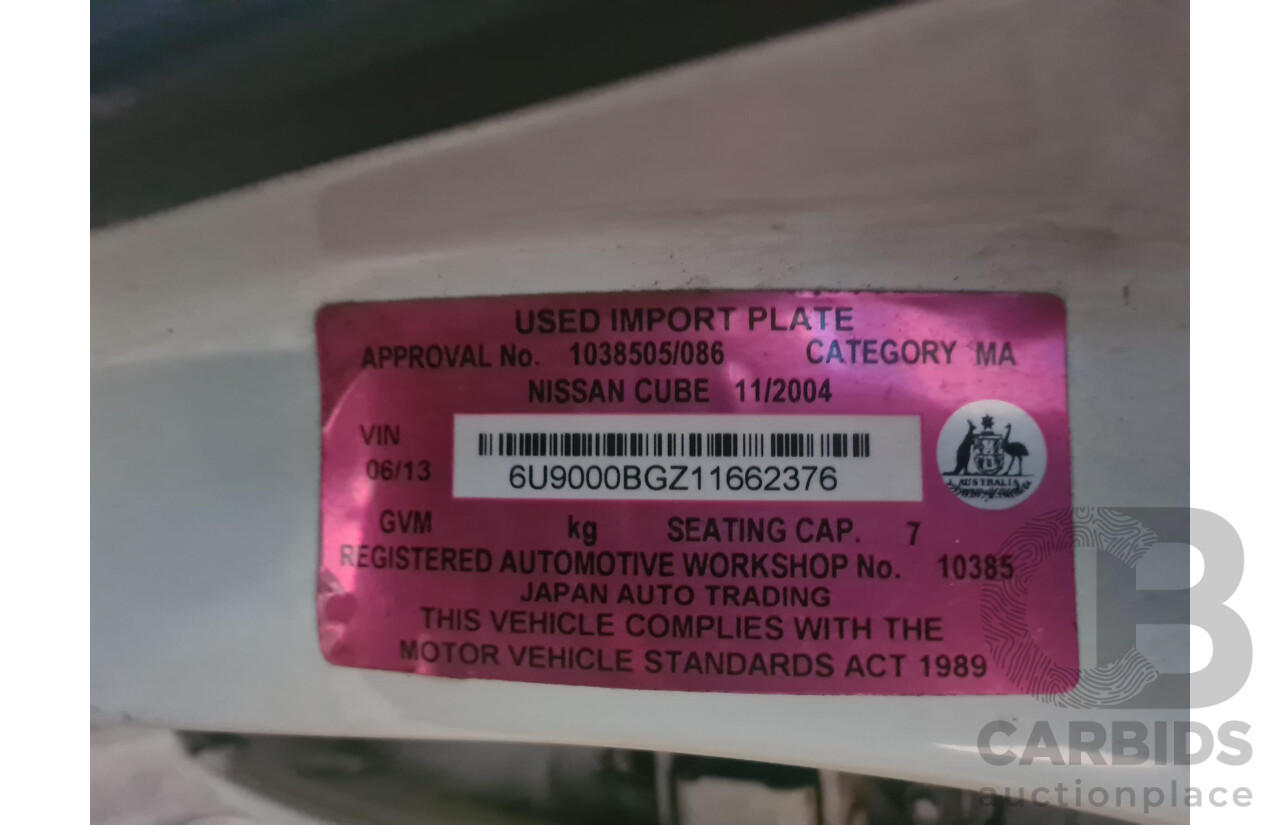 USED IMPORT PLATE
APPROVAL No. 1038505/086 CATEGORY MA
NISSAN CUBE 11/2004
VIN
06/13
6U9000BGZ11662376
AUSTRALIA
GVM kg SEATING CAP. 7
REGISTERED AUTOMOTIVE WORKSHOP No. 10385
JAPAN AUTO TRADING
THIS VEHICLE COMPLIES WITH THE
MOTOR VEHICLE STANDARDS ACT 1989
CB
CARBIDS
auctionplace